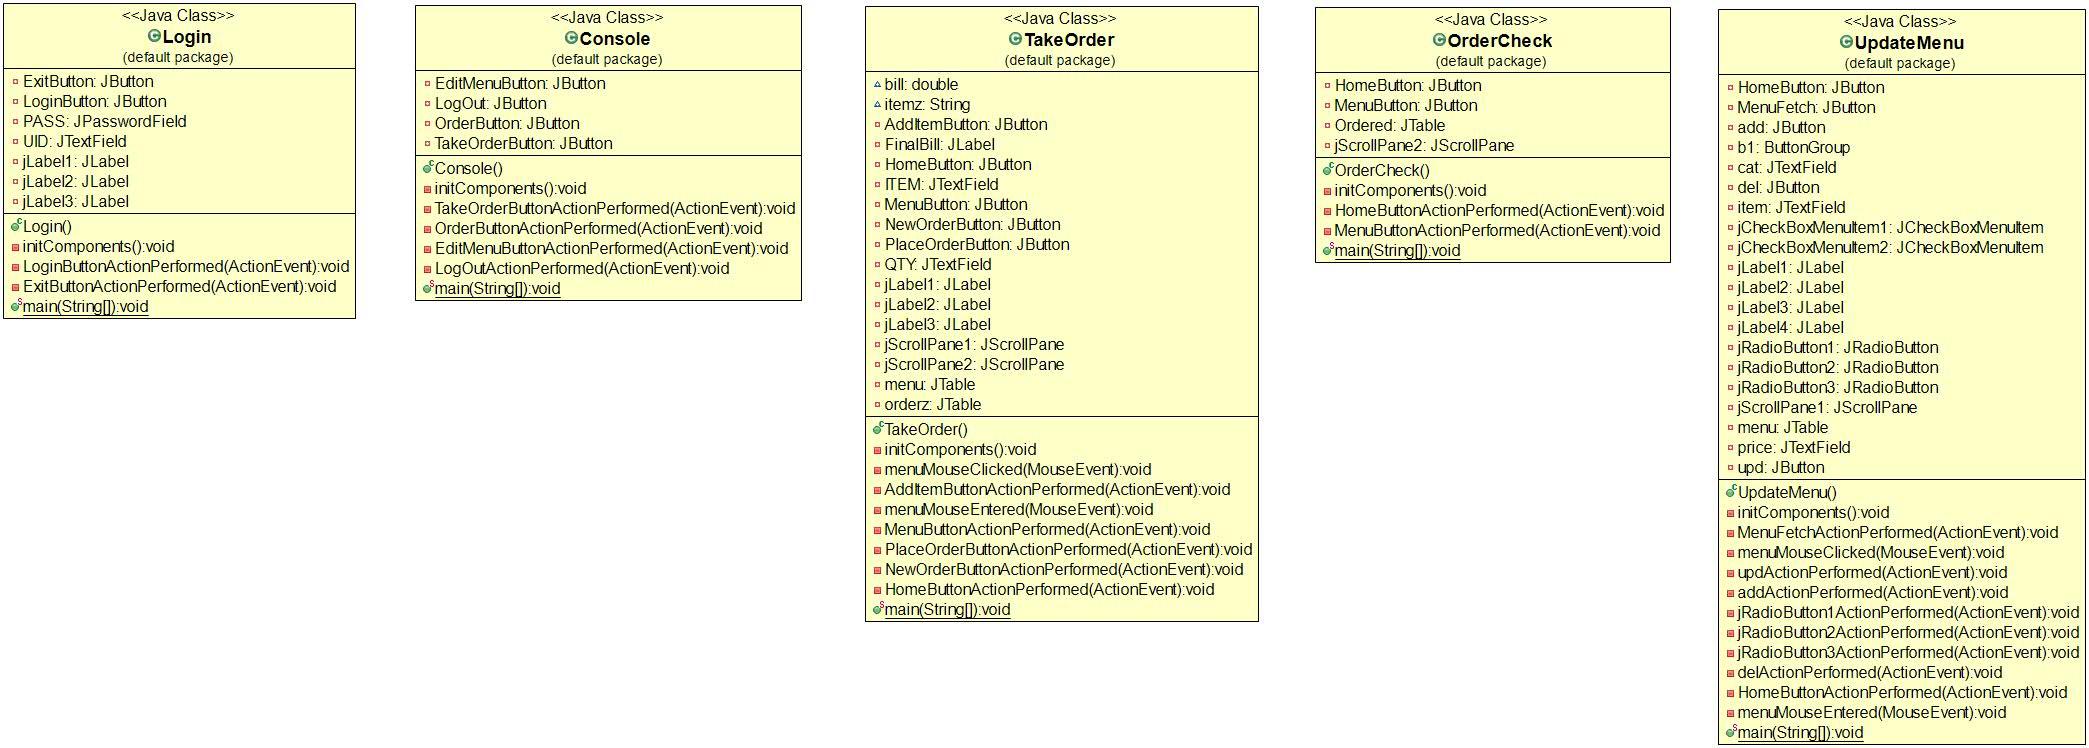 <<Java Class>>
Login
(default package)
ExitButton: JButton
LoginButton: JButton
PASS: JPasswordField
UID: JTextField
jLabel1: JLabel
jLabel2: JLabel
jLabel3: JLabel
Login()
initComponents():void
LoginButtonActionPerformed(ActionEvent):void
ExitButtonActionPerformed(ActionEvent):void
main(String[]):void
<<Java Class>>
Console
(default package)
EditMenuButton: JButton
LogOut: JButton
OrderButton: JButton
TakeOrderButton: JButton
Console()
initComponents():void
TakeOrderButtonActionPerformed(ActionEvent):void
OrderButtonActionPerformed(ActionEvent):void
EditMenuButtonActionPerformed(ActionEvent):void
LogOutActionPerformed(ActionEvent):void
main(String[]):void
<<Java Class>>
TakeOrder
(default package)
bill: double
itemz: String
AddItemButton: JButton
FinalBill: JLabel
HomeButton: JButton
ITEM: JTextField
MenuButton: JButton
NewOrderButton: JButton
PlaceOrderButton: JButton
QTY: JTextField
jLabel1: JLabel
jLabel2: JLabel
jLabel3: JLabel
jScrollPane1: JScrollPane
jScrollPane2: JScrollPane
menu: JTable
orderz: JTable
TakeOrder()
initComponents():void
menuMouseClicked(MouseEvent):void
AddItemButtonActionPerformed(ActionEvent):void
menuMouseEntered(MouseEvent):void
MenuButtonActionPerformed(ActionEvent):void
PlaceOrderButtonActionPerformed(ActionEvent):void
NewOrderButtonActionPerformed(ActionEvent):void
HomeButtonActionPerformed(ActionEvent):void
main(String[]):void
<<Java Class>>
OrderCheck
(default package)
HomeButton: JButton
MenuButton: JButton
Ordered: JTable
jScrollPane2: JScrollPane
OrderCheck()
initComponents():void
HomeButtonActionPerformed(ActionEvent):void
MenuButtonActionPerformed(ActionEvent):void
main(String[]):void
<<Java Class>>
UpdateMenu
(default package)
HomeButton: JButton
MenuFetch: JButton
add: JButton
b1: ButtonGroup
cat: JTextField
del: JButton
item: JTextField
jCheckBoxMenuItem1: JCheckBoxMenuItem
jCheckBoxMenuItem2: JCheckBoxMenuItem
jLabel1: JLabel
jLabel2: JLabel
jLabel3: JLabel
jLabel4: JLabel
jRadioButton1: JRadioButton
jRadioButton2: JRadioButton
jRadioButton3: JRadioButton
jScrollPane1: JScrollPane
menu: JTable
price: JTextField
upd: JButton
UpdateMenu()
initComponents():void
MenuFetchActionPerformed(ActionEvent):void
menuMouseClicked(MouseEvent):void
updActionPerformed(ActionEvent):void
addActionPerformed(ActionEvent):void
jRadioButton1ActionPerformed(ActionEvent):void
jRadioButton2ActionPerformed(ActionEvent):void
jRadioButton3ActionPerformed(ActionEvent):void
delActionPerformed(ActionEvent):void
HomeButtonActionPerformed(ActionEvent):void
menuMouseEntered(MouseEvent):void
main(String[]):void